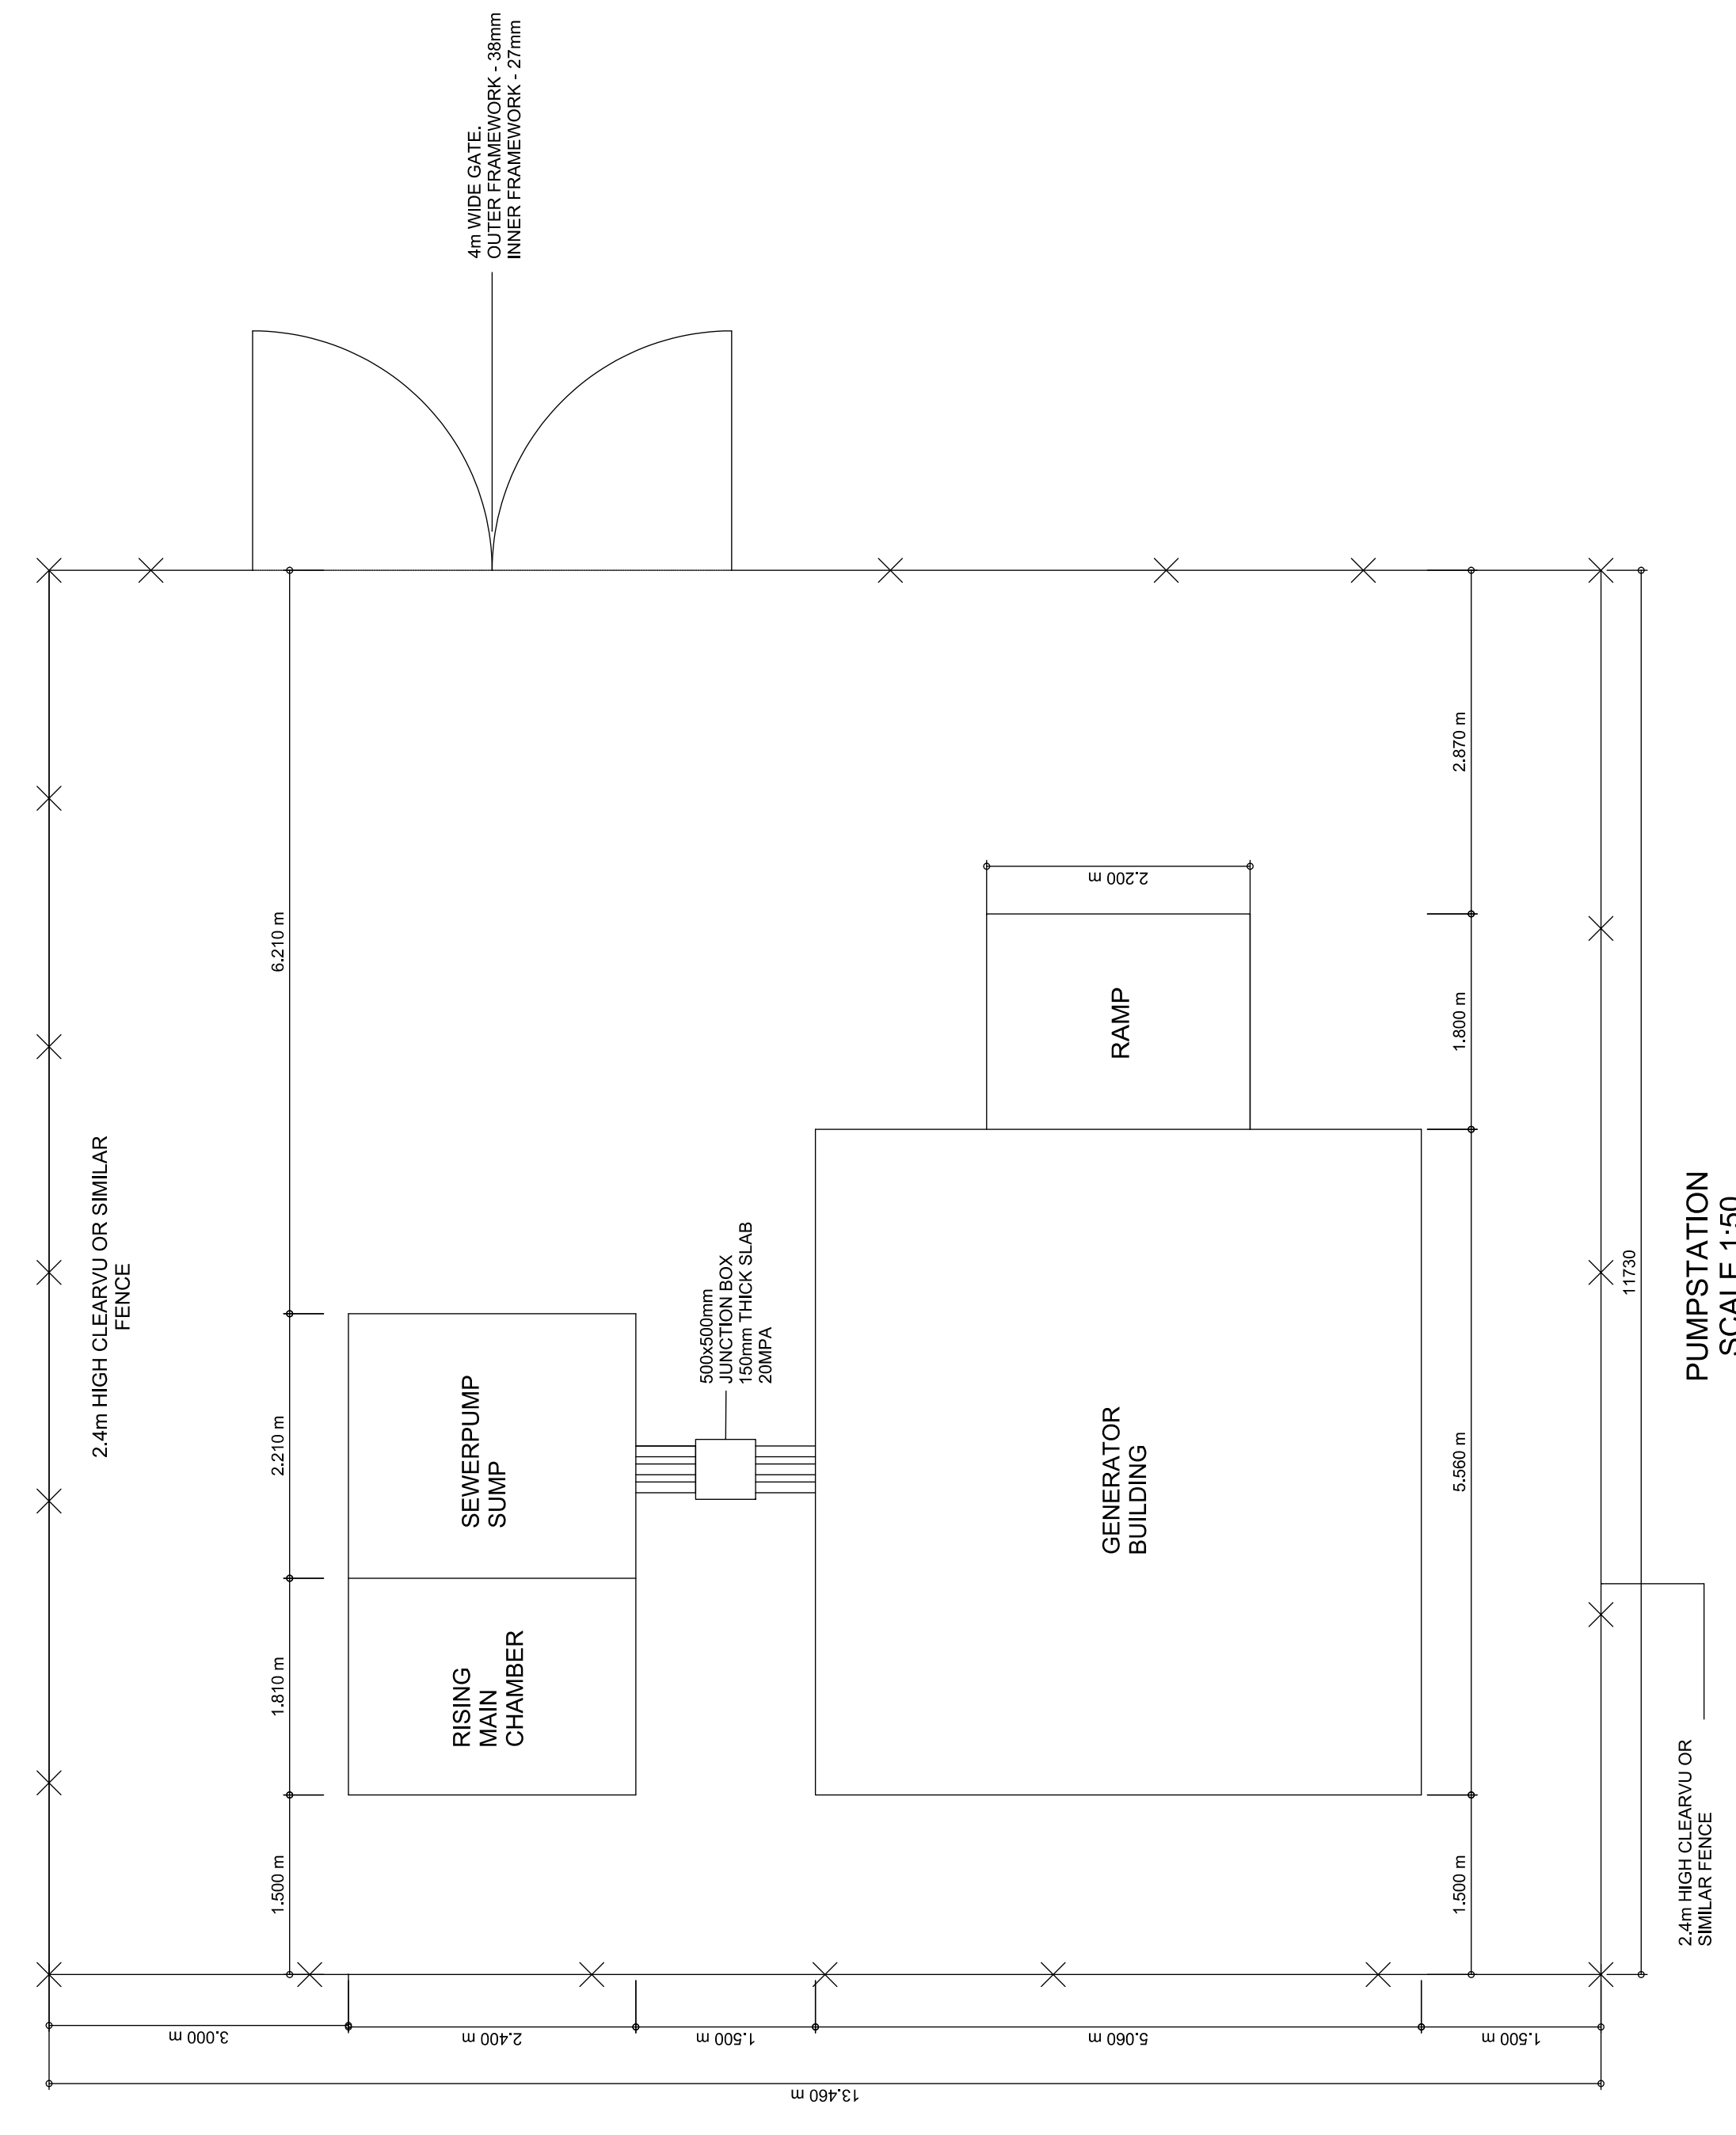 4m WIDE GATE.
OUTER FRAMEWORK - 38mm
INNER FRAMEWORK - 27mm
2.4m HIGH CLEARVU OR SIMILAR
FENCE
6.210 m
2.210 m
1.810 m
1.500 m
SEWERPUMP
SUMP
RISING
MAIN
CHAMBER
500x500mm
JUNCTION BOX
150mm THICK SLAB
20MPA
GENERATOR
BUILDING
RAMP
2.200 m
2.870 m
1.800 m
5.560 m
1.500 m
11730
3.000 m
2.400 m
1.500 m
5.060 m
1.500 m
13.460 m
2.4m HIGH CLEARVU OR
SIMILAR FENCE
PUMPSTATION
SCALE 1:50